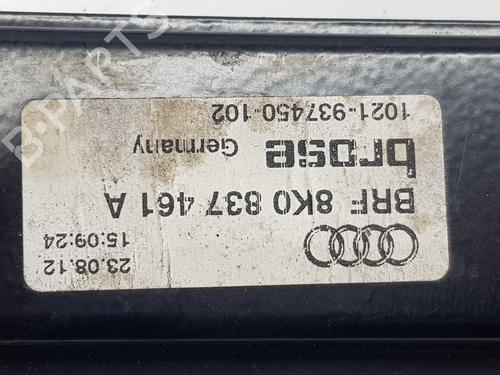 23.08.12
15:09:24
BRF 8K0 837 461 A
brose Germany
1021-937450-102
B-PARTS